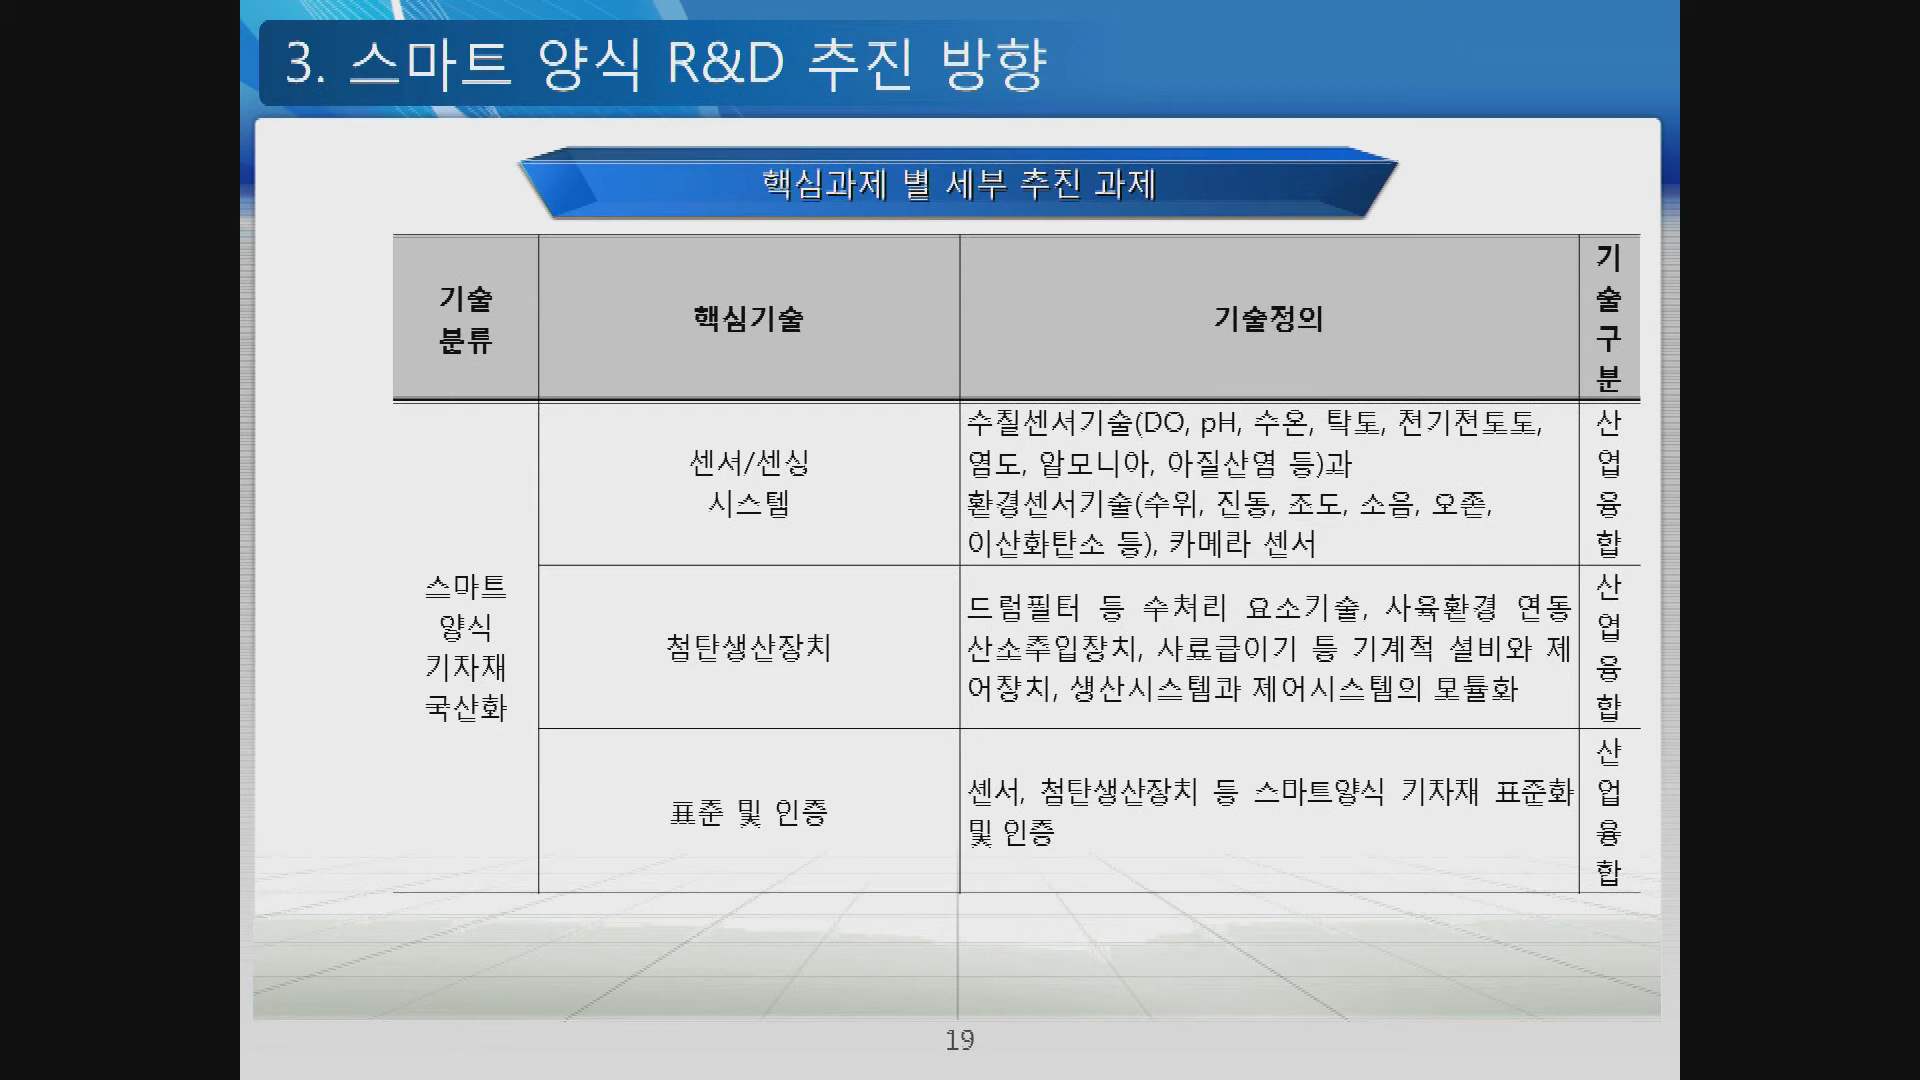 3. 스마트 양식 R&D 추진 방향
핵심과제 별 세부 추진 과제
기술
분류
핵심기술
기술정의
기
술
구
분
스마트
양식
기자재
국산화
센서/센싱
시스템
수질센서기술(DO, pH, 수온, 탁도, 전기전도도,
염도, 암모니아, 아질산염 등)과
환경센서기술(수위, 진동, 조도, 소음, 오존,
이산화탄소 등), 카메라 센서
산
업
융
합
첨단생산장치
드럼필터 등 수처리 요소기술, 사육환경 연동
산소주입장치, 사료급이기 등 기계적 설비와 제
어장치, 생산시스템과 제어시스템의 모듈화
산
업
융
합
표준 및 인증
센서, 첨단생산장치 등 스마트양식 기자재 표준화
및 인증
산
업
융
합
19